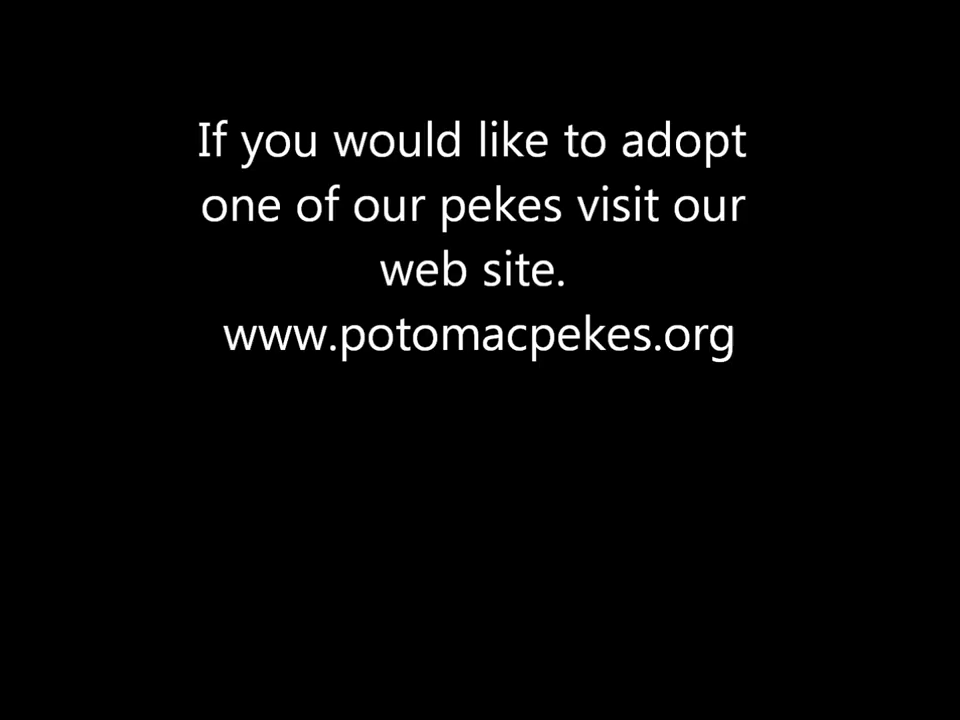 If you would like to adopt
one of our pekes visit our
web site.
www.potomacpekes.org